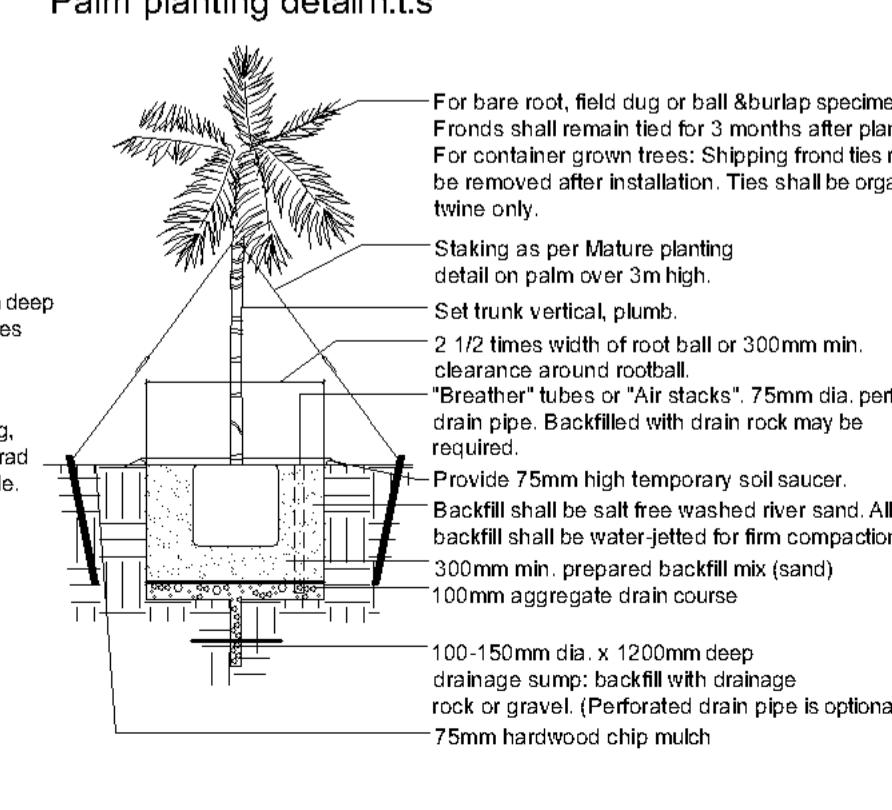 Palm planting detail n.t.s
For bare root, field dug or ball &burlap specime
Fronds shall remain tied for 3 months after plan
For container grown trees: Shipping frond ties
be removed after installation. Ties shall be orga
twine only.
Staking as per Mature planting
detail on palm over 3m high.
Set trunk vertical, plumb.
2 1/2 times width of root ball or 300mm min.
clearance around rootball.
"Breather" tubes or "Air stacks". 75mm dia. perf
drain pipe. Backfilled with drain rock may be
required.
Provide 75mm high temporary soil saucer.
Backfill shall be salt free washed river sand. All
backfill shall be water-jetted for firm compaction
300mm min. prepared backfill mix (sand)
100mm aggregate drain course
100-150mm dia. x 1200mm deep
drainage sump: backfill with drainage
rock or gravel. (Perforated drain pipe is optiona
75mm hardwood chip mulch
deep
es
g,
rad
le.